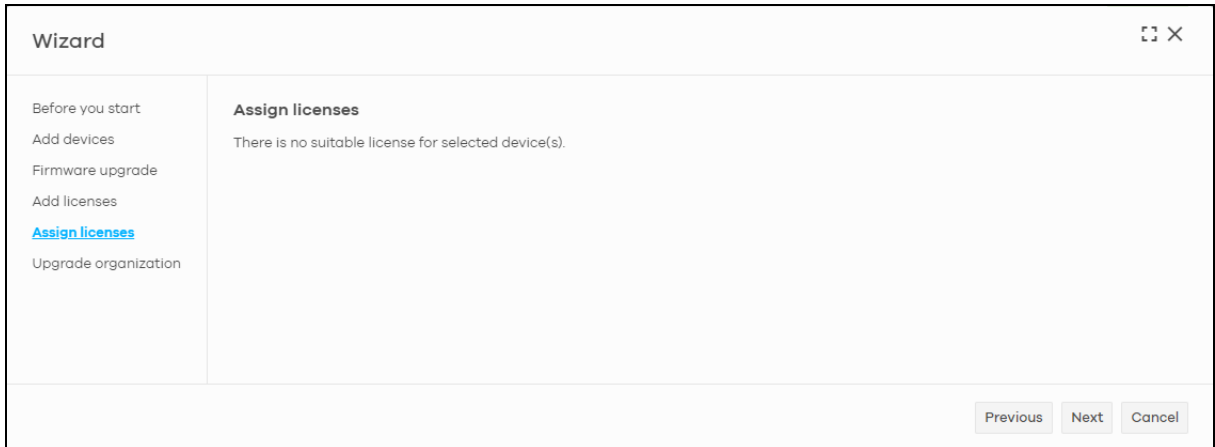 Wizard
Before you start
Add devices
Firmware upgrade
Add licenses
Assign licenses
Upgrade organization
Assign licenses
There is no suitable license for selected device(s).
Previous
Next
Cancel